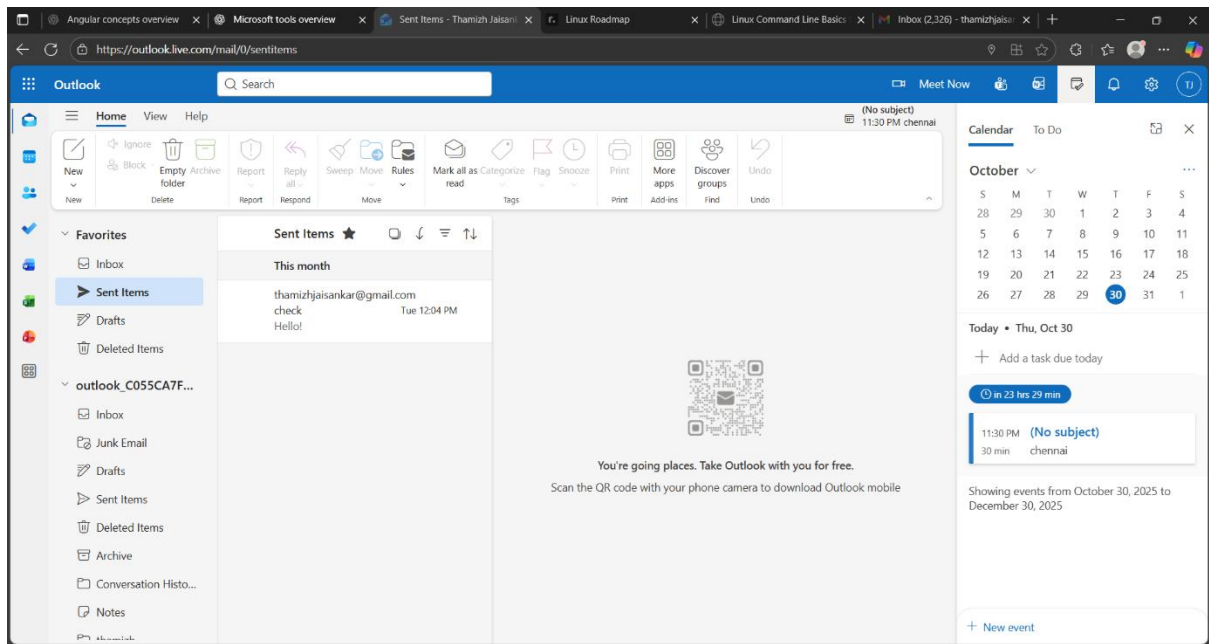 Angular concepts overview
Microsoft tools overview
Sent Items - Thamizh Jaisan
Linux Roadmap
Linux Command Line Basics
Inbox (2,326) - thamizhjaisar
https://outlook.live.com/mail/0/sentitems
Outlook
Search
Meet Now
TJ
Home View Help
(No subject)
11:30 PM chennai
New
Ignore
Block
Empty folder
Archive
Report
Reply all
Sweep
Move
Rules
Mark all as read
Categorize
Flag
Snooze
Print
More apps
Discover groups
Undo
New Delete Report Respond Move Tags Print Add-ins Find Undo
Favorites
Inbox
Sent Items
Drafts
Deleted Items
outlook_C055CA7F...
Inbox
Junk Email
Drafts
Sent Items
Deleted Items
Archive
Conversation Histo...
Notes
thamizh
Sent Items
This month
thamizhjaisankar@gmail.com
check Tue 12:04 PM
Hello!
You're going places. Take Outlook with you for free.
Scan the QR code with your phone camera to download Outlook mobile
Calendar To Do
October
S M T W T F S
28 29 30 1 2 3 4
5 6 7 8 9 10 11
12 13 14 15 16 17 18
19 20 21 22 23 24 25
26 27 28 29 30 31 1
Today • Thu, Oct 30
Add a task due today
in 23 hrs 29 min
11:30 PM (No subject)
30 min chennai
Showing events from October 30, 2025 to
December 30, 2025
New event